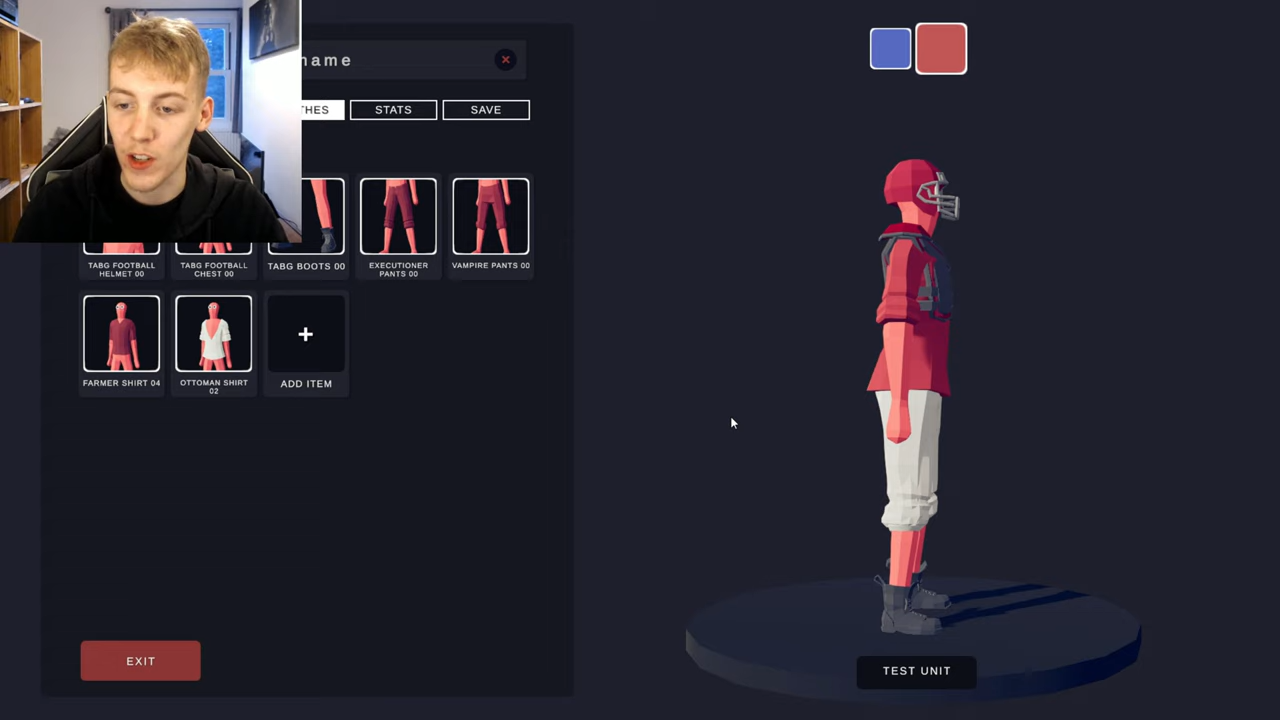 name
THES
STATS
SAVE
TABG FOOTBALL
HELMET 00
TABG FOOTBALL
CHEST 00
TABG BOOTS 00
EXECUTIONER
PANTS 00
VAMPIRE PANTS 00
FARMER SHIRT 04
OTTOMAN SHIRT
02
ADD ITEM
EXIT
TEST UNIT